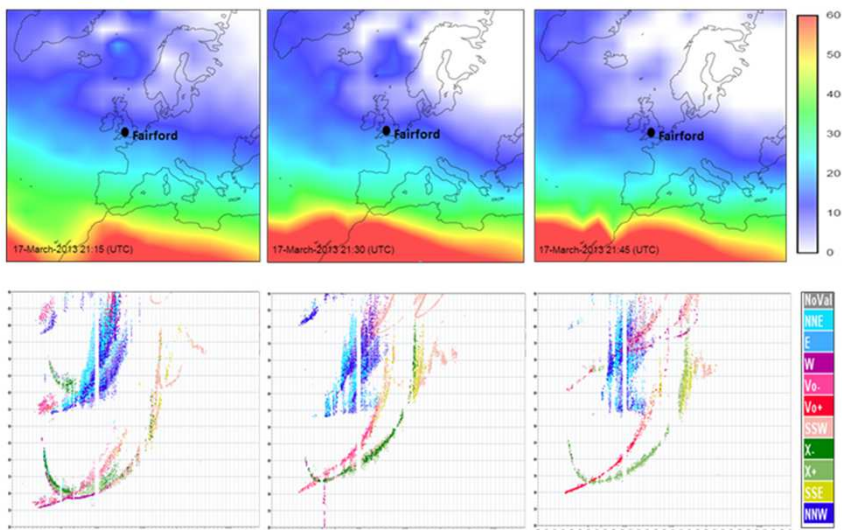 Fairford
Fairford
Fairford
17-March-2013 21:15 (UTC)
17-March-2013 21:30 (UTC)
17-March-2013 21:45 (UTC)
60
50
40
30
20
10
0
NoVal
NNE
E
W
Vo-
Vo+
SSW
X-
X+
SSE
NNW